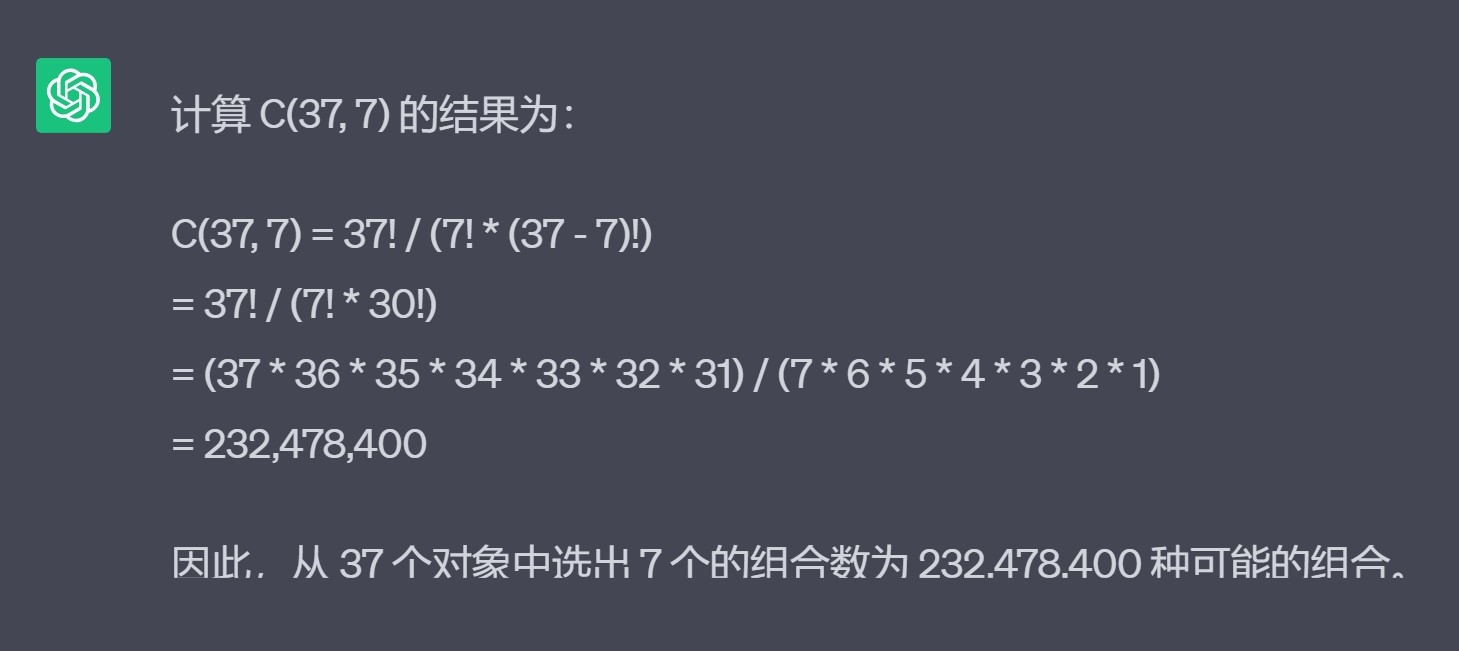 计算 C(37, 7) 的结果为：
C(37, 7) = 37! / (7! * (37 - 7)!)
= 37! / (7! * 30!)
= (37 * 36 * 35 * 34 * 33 * 32 * 31) / (7 * 6 * 5 * 4 * 3 * 2 * 1)
= 232,478,400
因此，从 37 个对象中选出 7 个的组合数为 232,478,400 种可能的组合。